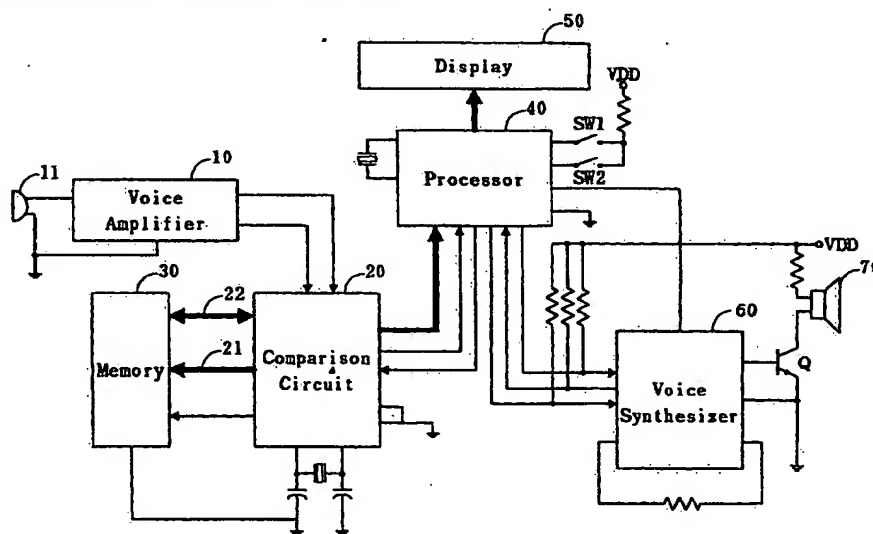 50
Display
VDD
40
SW1
SW2
Processor
10
11
Voice
Amplifier
VDD
30
20
22
21
Memory
Comparison
Circuit
60
Voice
Synthesizer
Q